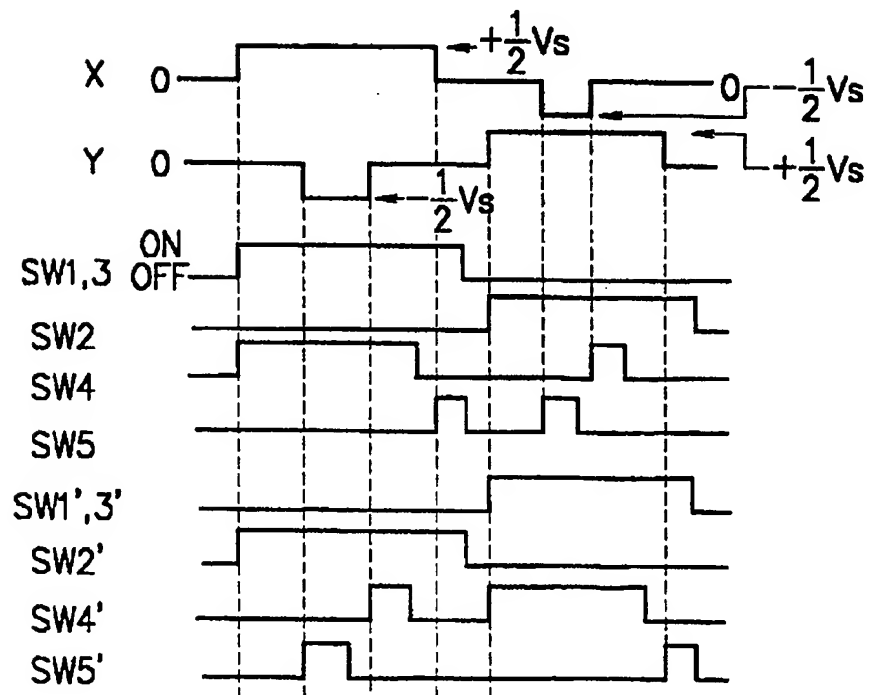 X 0 +1/2Vs 0 -1/2Vs
Y 0 -1/2Vs +1/2Vs
ON
SW1,3 OFF
SW2
SW4
SW5
SW1',3'
SW2'
SW4'
SW5'